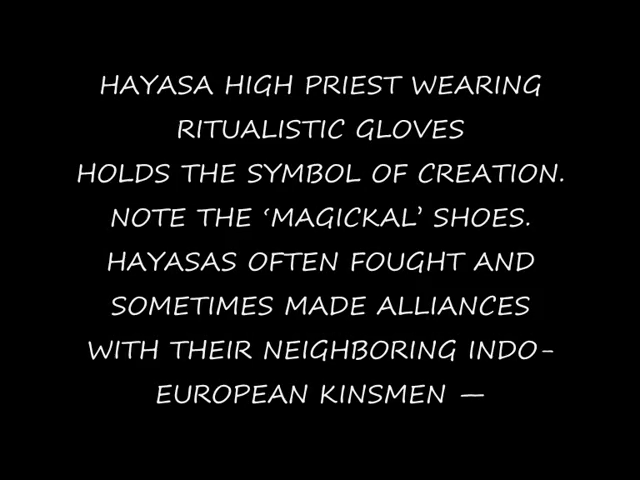 HAYASA HIGH PRIEST WEARING
RITUALISTIC GLOVES
HOLDS THE SYMBOL OF CREATION.
NOTE THE ‘MAGICKAL’ SHOES.
HAYASAS OFTEN FOUGHT AND
SOMETIMES MADE ALLIANCES
WITH THEIR NEIGHBORING INDO-
EUROPEAN KINSMEN —